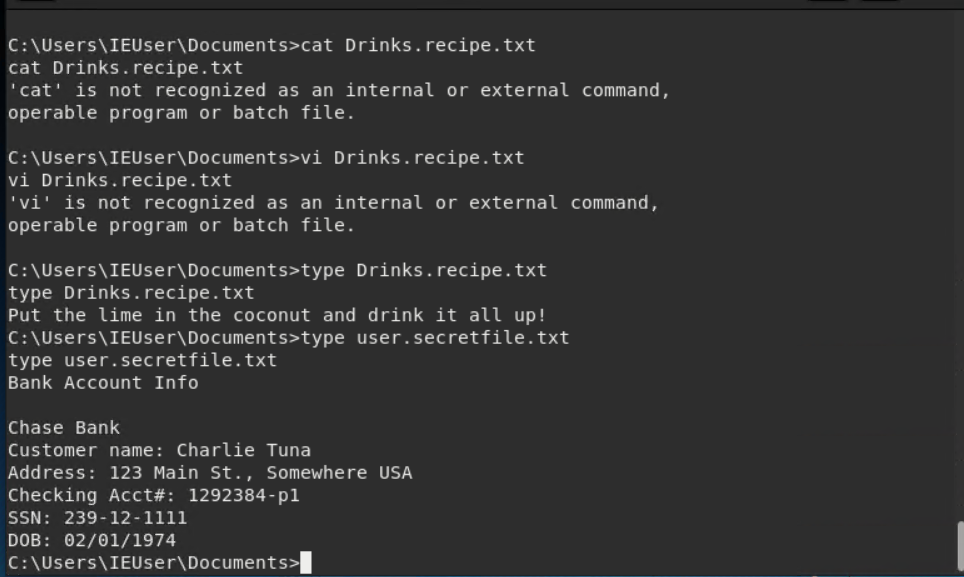 C:\Users\IEUser\Documents>cat Drinks.recipe.txt
cat Drinks.recipe.txt
'cat' is not recognized as an internal or external command,
operable program or batch file.
C:\Users\IEUser\Documents>vi Drinks.recipe.txt
vi Drinks.recipe.txt
'vi' is not recognized as an internal or external command,
operable program or batch file.
C:\Users\IEUser\Documents>type Drinks.recipe.txt
type Drinks.recipe.txt
Put the lime in the coconut and drink it all up!
C:\Users\IEUser\Documents>type user.secretfile.txt
type user.secretfile.txt
Bank Account Info
Chase Bank
Customer name: Charlie Tuna
Address: 123 Main St., Somewhere USA
Checking Acct#: 1292384-p1
SSN: 239-12-1111
DOB: 02/01/1974
C:\Users\IEUser\Documents>